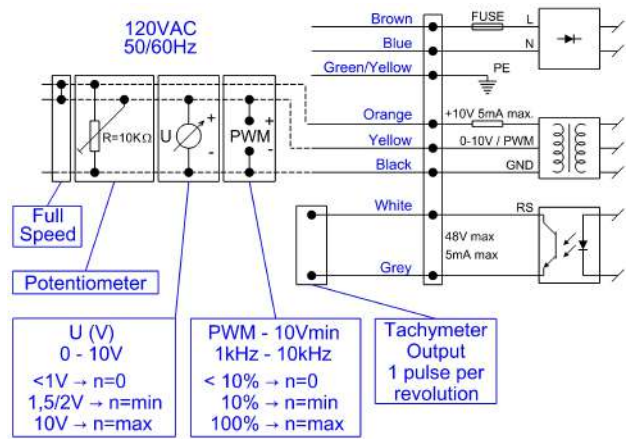 120VAC
50/60Hz
Brown
FUSE
L
Blue
N
Green/Yellow
PE
Orange
+10V 5mA max.
R=10KΩ
U
+
-
PWM
+
-
Yellow
0-10V / PWM
Black
GND
White
RS
48V max
5mA max
Grey
Full
Speed
Potentiometer
U (V)
0 - 10V
<1V → n=0
1,5/2V → n=min
10V → n=max
PWM - 10Vmin
1kHz - 10kHz
< 10% → n=0
10% → n=min
100% → n=max
Tachymeter
Output
1 pulse per
revolution